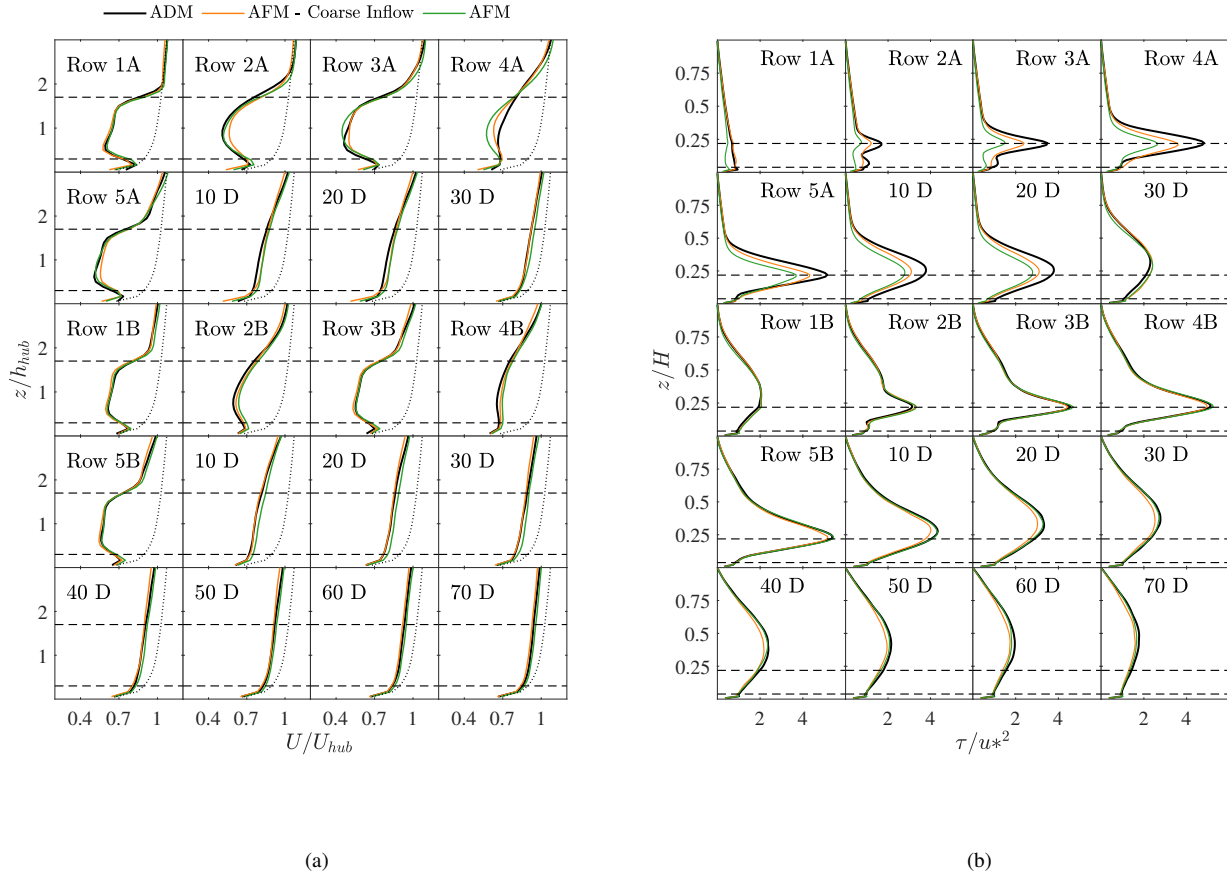 ADM AFM - Coarse Inflow AFM
Row 1A Row 2A Row 3A Row 4A
2
1
Row 5A 10 D 20 D 30 D
2
1
Row 1B Row 2B Row 3B Row 4B
2
1
Row 5B 10 D 20 D 30 D
2
1
40 D 50 D 60 D 70 D
2
1
z/h_hub
0.4 0.7 1 0.4 0.7 1 0.4 0.7 1 0.4 0.7 1
U/U_hub
(a)
Row 1A Row 2A Row 3A Row 4A
0.75
0.5
0.25
Row 5A 10 D 20 D 30 D
0.75
0.5
0.25
Row 1B Row 2B Row 3B Row 4B
0.75
0.5
0.25
Row 5B 10 D 20 D 30 D
0.75
0.5
0.25
40 D 50 D 60 D 70 D
0.75
0.5
0.25
z/H
2 4 2 4 2 4 2 4
τ/u*²
(b)